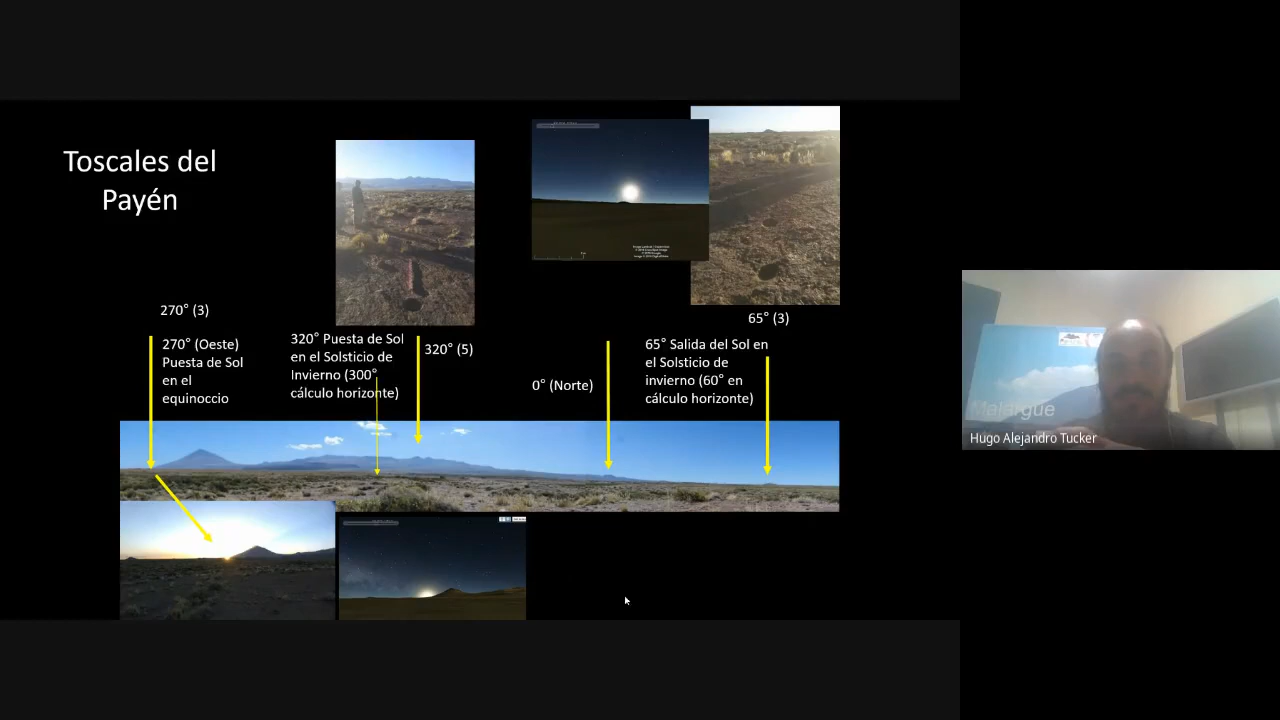 Toscales del
Payén
270° (3)
270° (Oeste)
Puesta de Sol
en el
equinoccio
320° Puesta de Sol
en el Solsticio de
Invierno (300°
cálculo horizonte)
320° (5)
0° (Norte)
65° (3)
65° Salida del Sol en
el Solsticio de
invierno (60° en
cálculo horizonte)
Malargüe
Hugo Alejandro Tucker